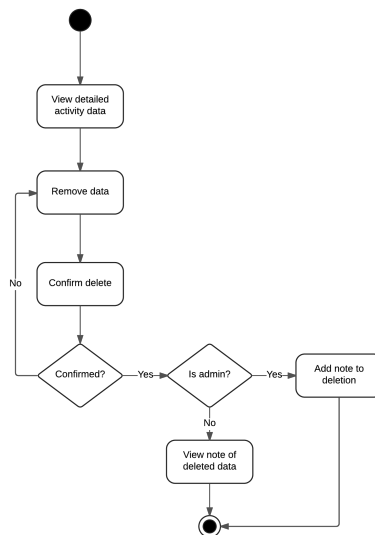 View detailed
activity data
Remove data
No
Confirm delete
Confirmed?
Yes
Is admin?
Yes
Add note to
deletion
No
View note of
deleted data